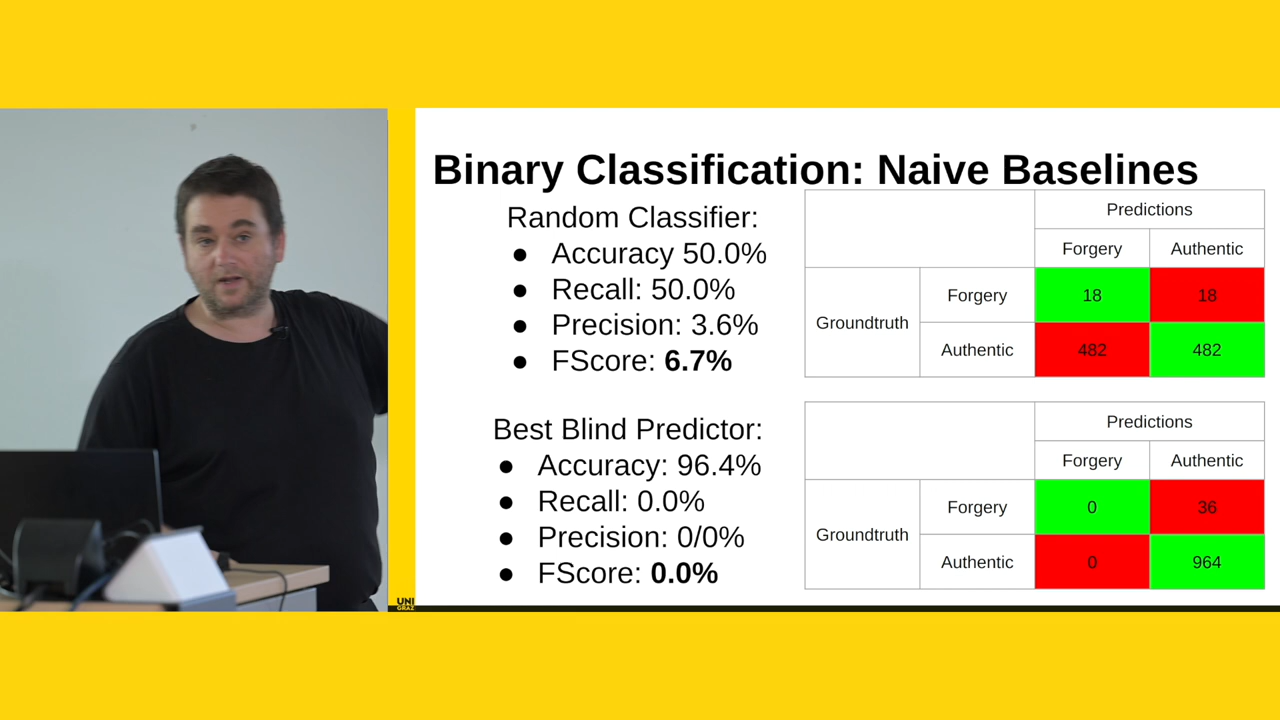 Binary Classification: Naive Baselines
Random Classifier:
● Accuracy 50.0%
● Recall: 50.0%
● Precision: 3.6%
● FScore: 6.7%
Predictions
Forgery Authentic
Groundtruth
Forgery 18 18
Authentic 482 482
Best Blind Predictor:
● Accuracy: 96.4%
● Recall: 0.0%
● Precision: 0/0%
● FScore: 0.0%
Predictions
Forgery Authentic
Groundtruth
Forgery 0 36
Authentic 0 964
UNI
GRAZ